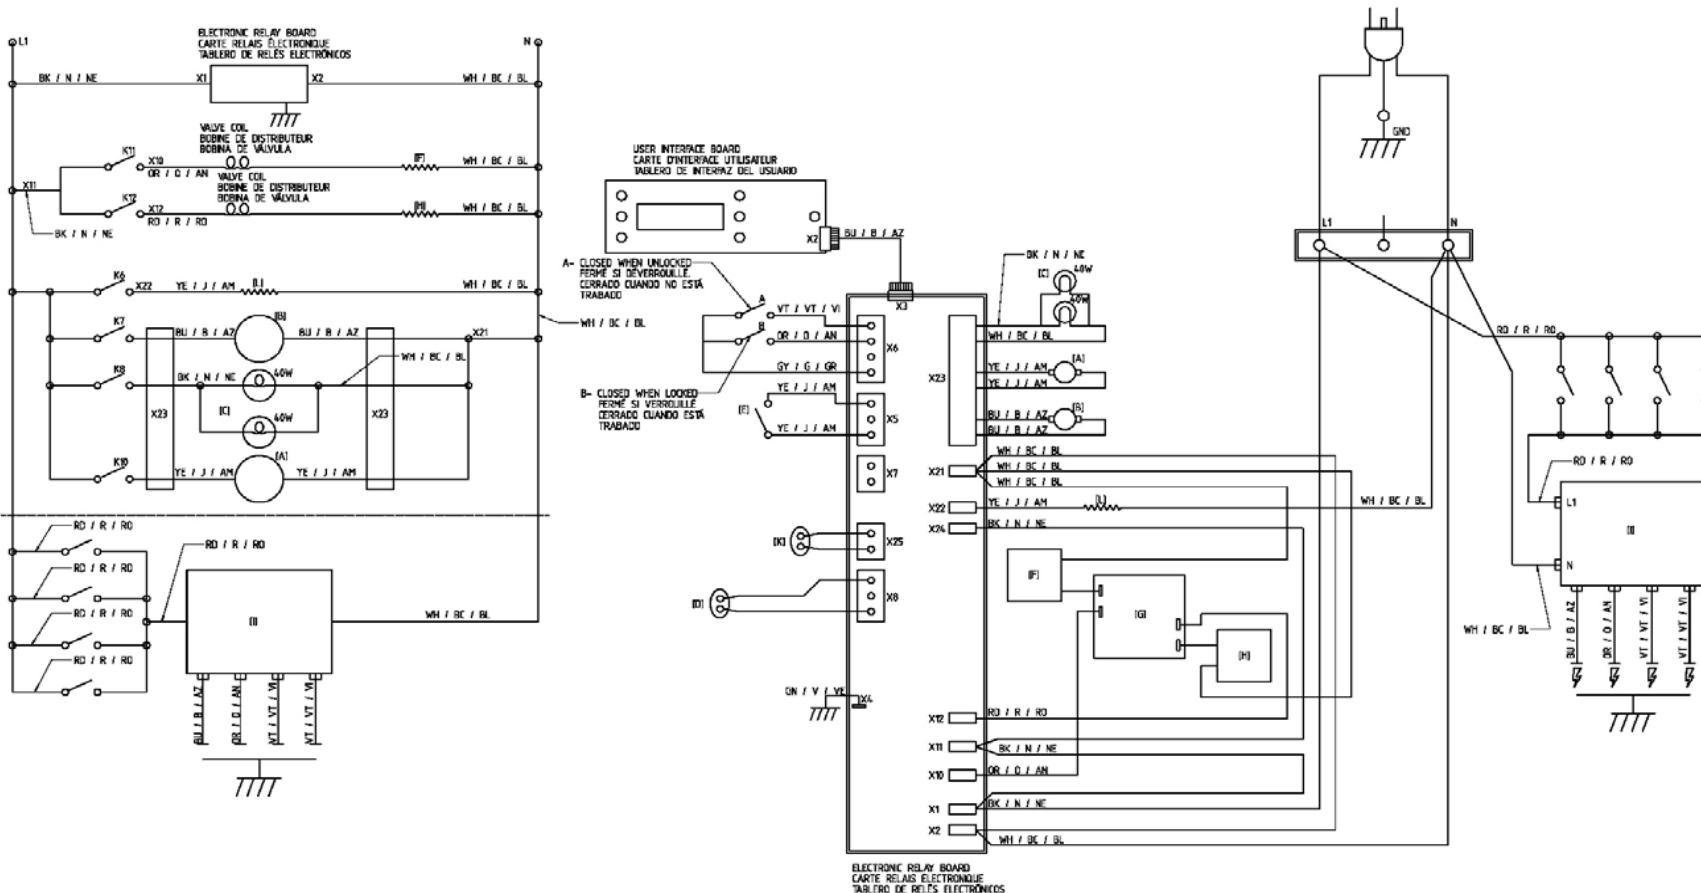 L1
ELECTRONIC RELAY BOARD
CARTE RELAIS ÉLECTRONIQUE
TABLERO DE RELÉS ELECTRÓNICOS
N
BK / N / NE
X1
X2
WH / BC / BL
VALVE COIL
BOBINE DE DISTRIBUTEUR
BOBINA DE VÁLVULA
K11
X10
OR / O / AN
[F]
WH / BC / BL
VALVE COIL
BOBINE DE DISTRIBUTEUR
BOBINA DE VÁLVULA
X11
K12
X12
RD / R / RO
[H]
WH / BC / BL
BK / N / NE
K6
X22
YE / J / AM
[L]
WH / BC / BL
K7
BU / B / AZ
[B]
BU / B / AZ
X21
WH / BC / BL
WH / BC / BL
K8
BK / N / NE
40W
X23
[C]
40W
X23
K10
YE / J / AM
[A]
YE / J / AM
RD / R / RO
RD / R / RO
RD / R / RO
RD / R / RO
RD / R / RO
[I]
WH / BC / BL
BU / B / AZ
OR / O / AN
VT / VT / VI
VT / VT / VI
USER INTERFACE BOARD
CARTE D'INTERFACE UTILISATEUR
TABLERO DE INTERFAZ DEL USUARIO
X2
BU / B / AZ
A- CLOSED WHEN UNLOCKED
FERMÉ SI DÉVERROUILLÉ
CERRADO CUANDO NO ESTÁ
TRABADO
A
VT / VT / VI
B
OR / O / AN
GY / G / GR
B- CLOSED WHEN LOCKED
FERMÉ SI VERROUILLÉ
CERRADO CUANDO ESTÁ
TRABADO
YE / J / AM
[E]
YE / J / AM
X3
X6
X5
X7
[K]
X25
[D]
X8
GN / V / VE
X4
BK / N / NE
[C]
40W
40W
WH / BC / BL
X23
YE / J / AM
[A]
YE / J / AM
BU / B / AZ
[B]
BU / B / AZ
WH / BC / BL
X21
WH / BC / BL
WH / BC / BL
X22
YE / J / AM
[L]
WH / BC / BL
X24
BK / N / NE
[F]
[G]
[H]
X12
RD / R / RO
X11
BK / N / NE
X10
OR / O / AN
X1
BK / N / NE
X2
WH / BC / BL
ELECTRONIC RELAY BOARD
CARTE RELAIS ÉLECTRONIQUE
TABLERO DE RELÉS ELECTRÓNICOS
GND
L1
N
RD / R / RO
RD / R / RO
L1
[I]
N
WH / BC / BL
BU / B / AZ
OR / O / AN
VT / VT / VI
VT / VT / VI